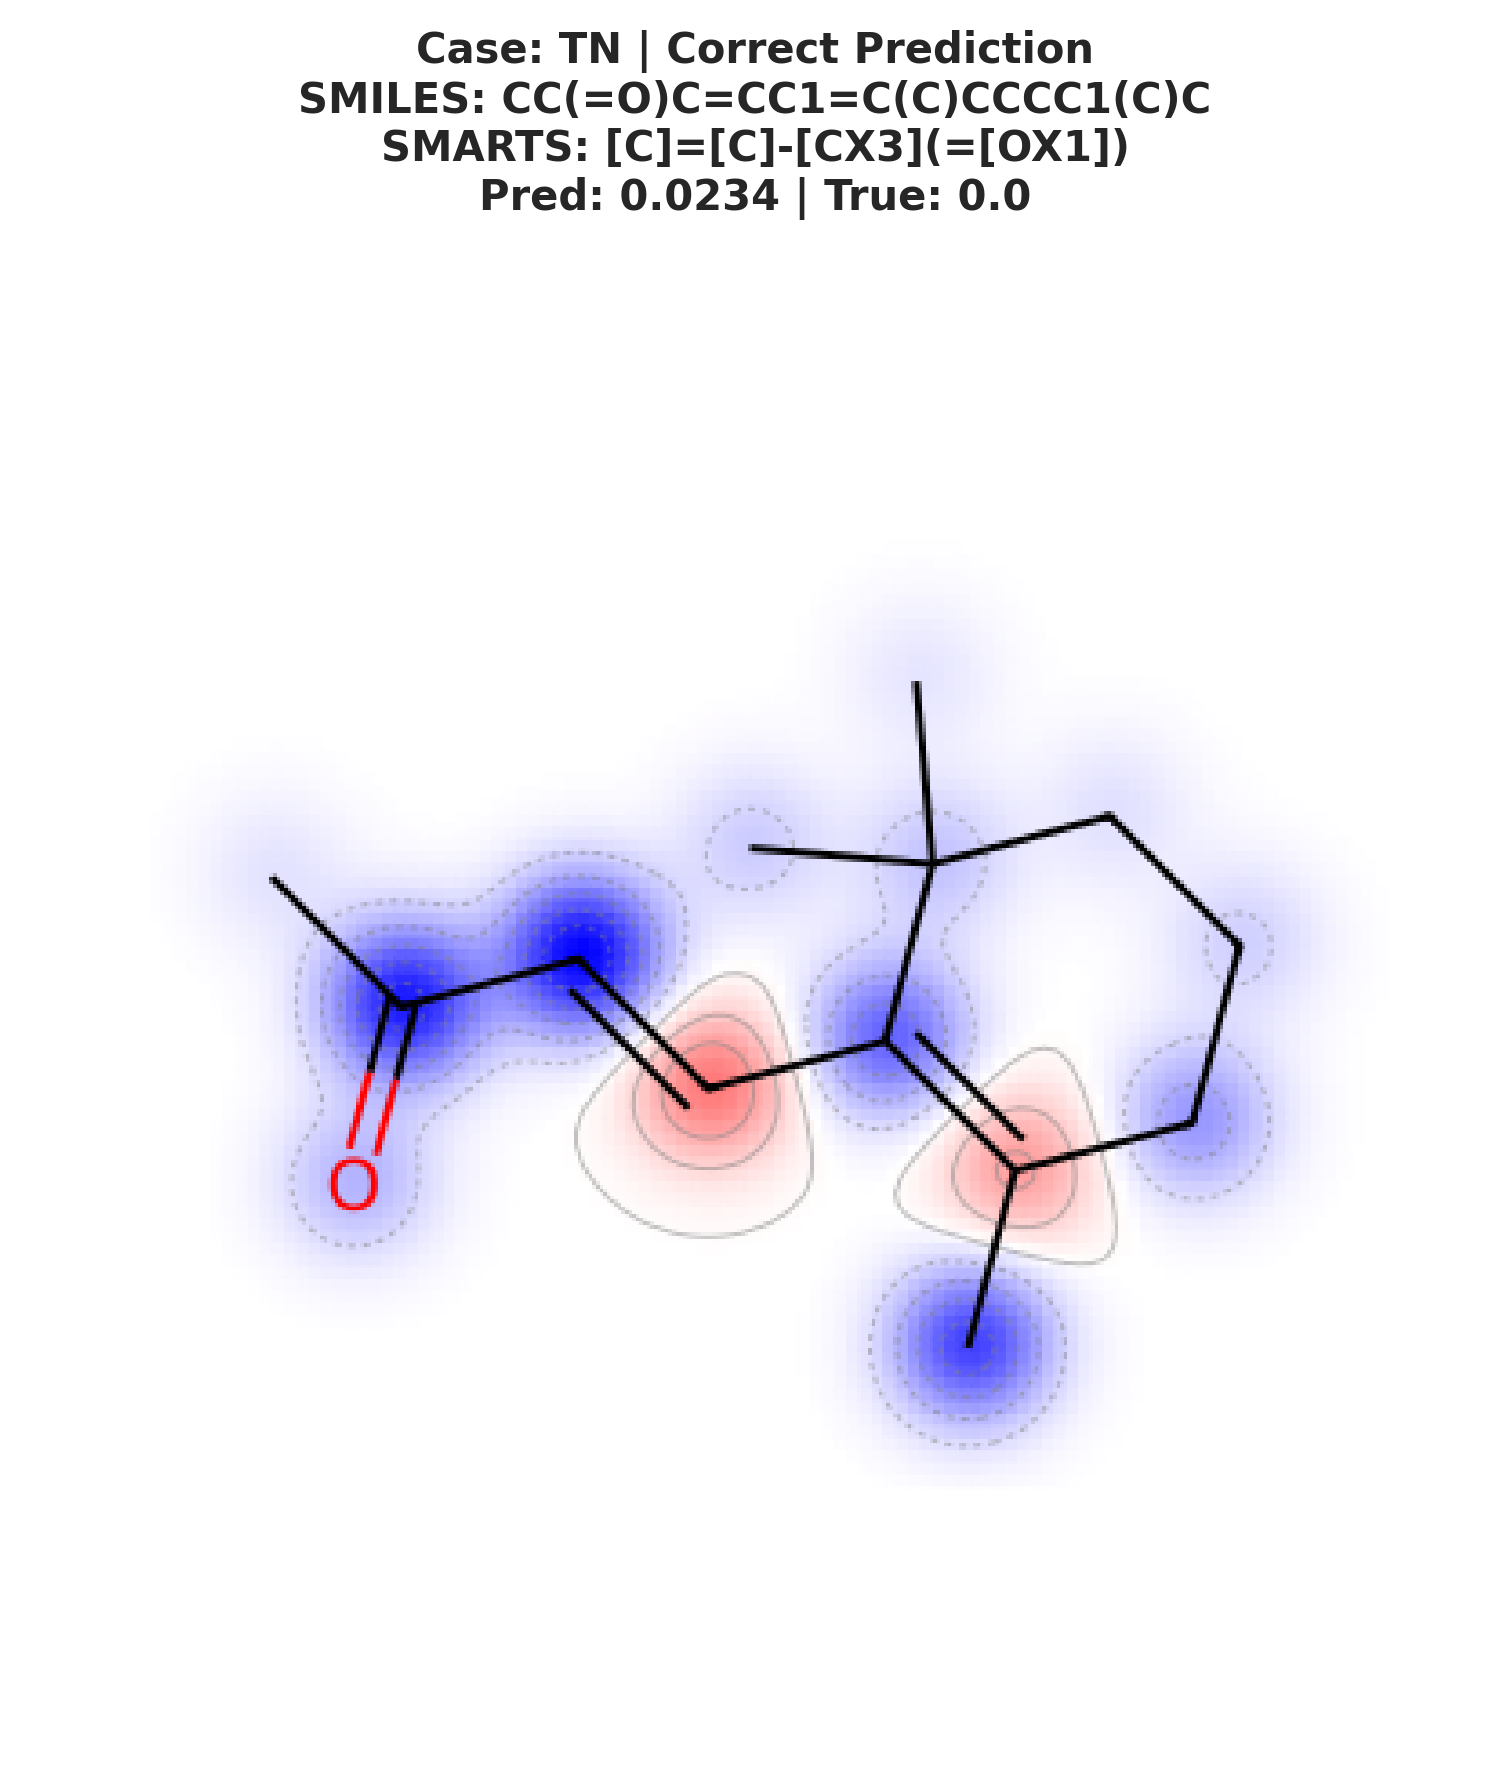 Case: TN | Correct Prediction
SMILES: CC(=O)C=CC1=C(C)CCCC1(C)C
SMARTS: [C]=[C]-[CX3](=[OX1])
Pred: 0.0234 | True: 0.0
O